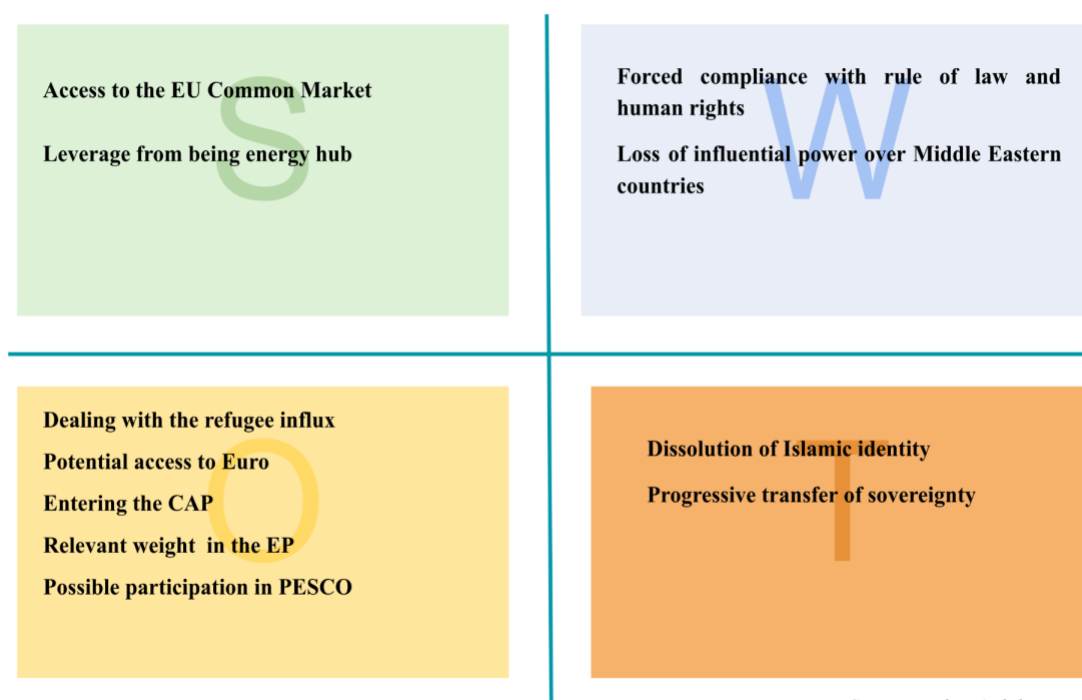 S
Access to the EU Common Market
Leverage from being energy hub
W
Forced compliance with rule of law and
human rights
Loss of influential power over Middle Eastern
countries
O
Dealing with the refugee influx
Potential access to Euro
Entering the CAP
Relevant weight in the EP
Possible participation in PESCO
T
Dissolution of Islamic identity
Progressive transfer of sovereignty